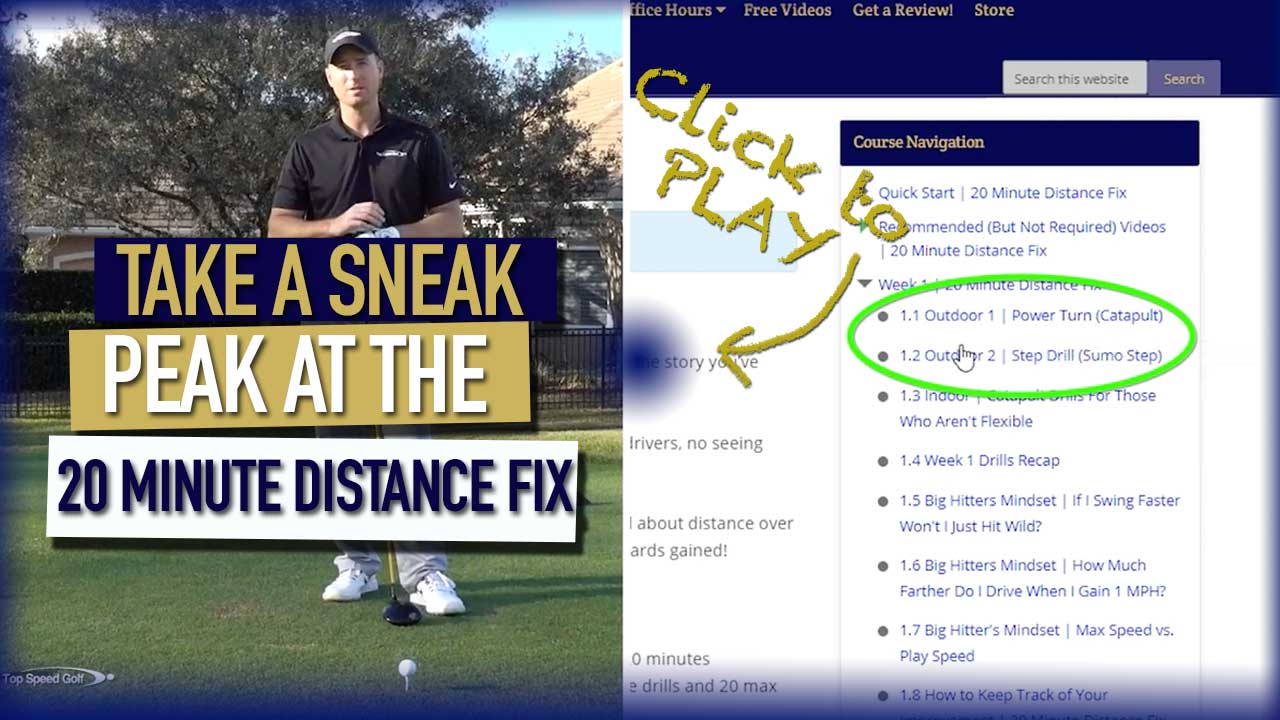 TAKE A SNEAK
PEAK AT THE
20 MINUTE DISTANCE FIX
Top Speed Golf
ffice Hours
Free Videos
Get a Review!
Store
Search this website
Search
Click to
PLAY
Course Navigation
Quick Start | 20 Minute Distance Fix
Recommended (But Not Required) Videos
| 20 Minute Distance Fix
Week 1 | 20 Minute Distance Fix
1.1 Outdoor 1 | Power Turn (Catapult)
1.2 Outdoor 2 | Step Drill (Sumo Step)
1.3 Indoor | Catapult Drills For Those
Who Aren't Flexible
1.4 Week 1 Drills Recap
1.5 Big Hitters Mindset | If I Swing Faster
Won't I Just Hit Wild?
1.6 Big Hitters Mindset | How Much
Farther Do I Drive When I Gain 1 MPH?
1.7 Big Hitter's Mindset | Max Speed vs.
Play Speed
1.8 How to Keep Track of Your
Improvement | 20 Minute Distance Fix
the story you've
drivers, no seeing
l about distance over
ards gained!
0 minutes
e drills and 20 max